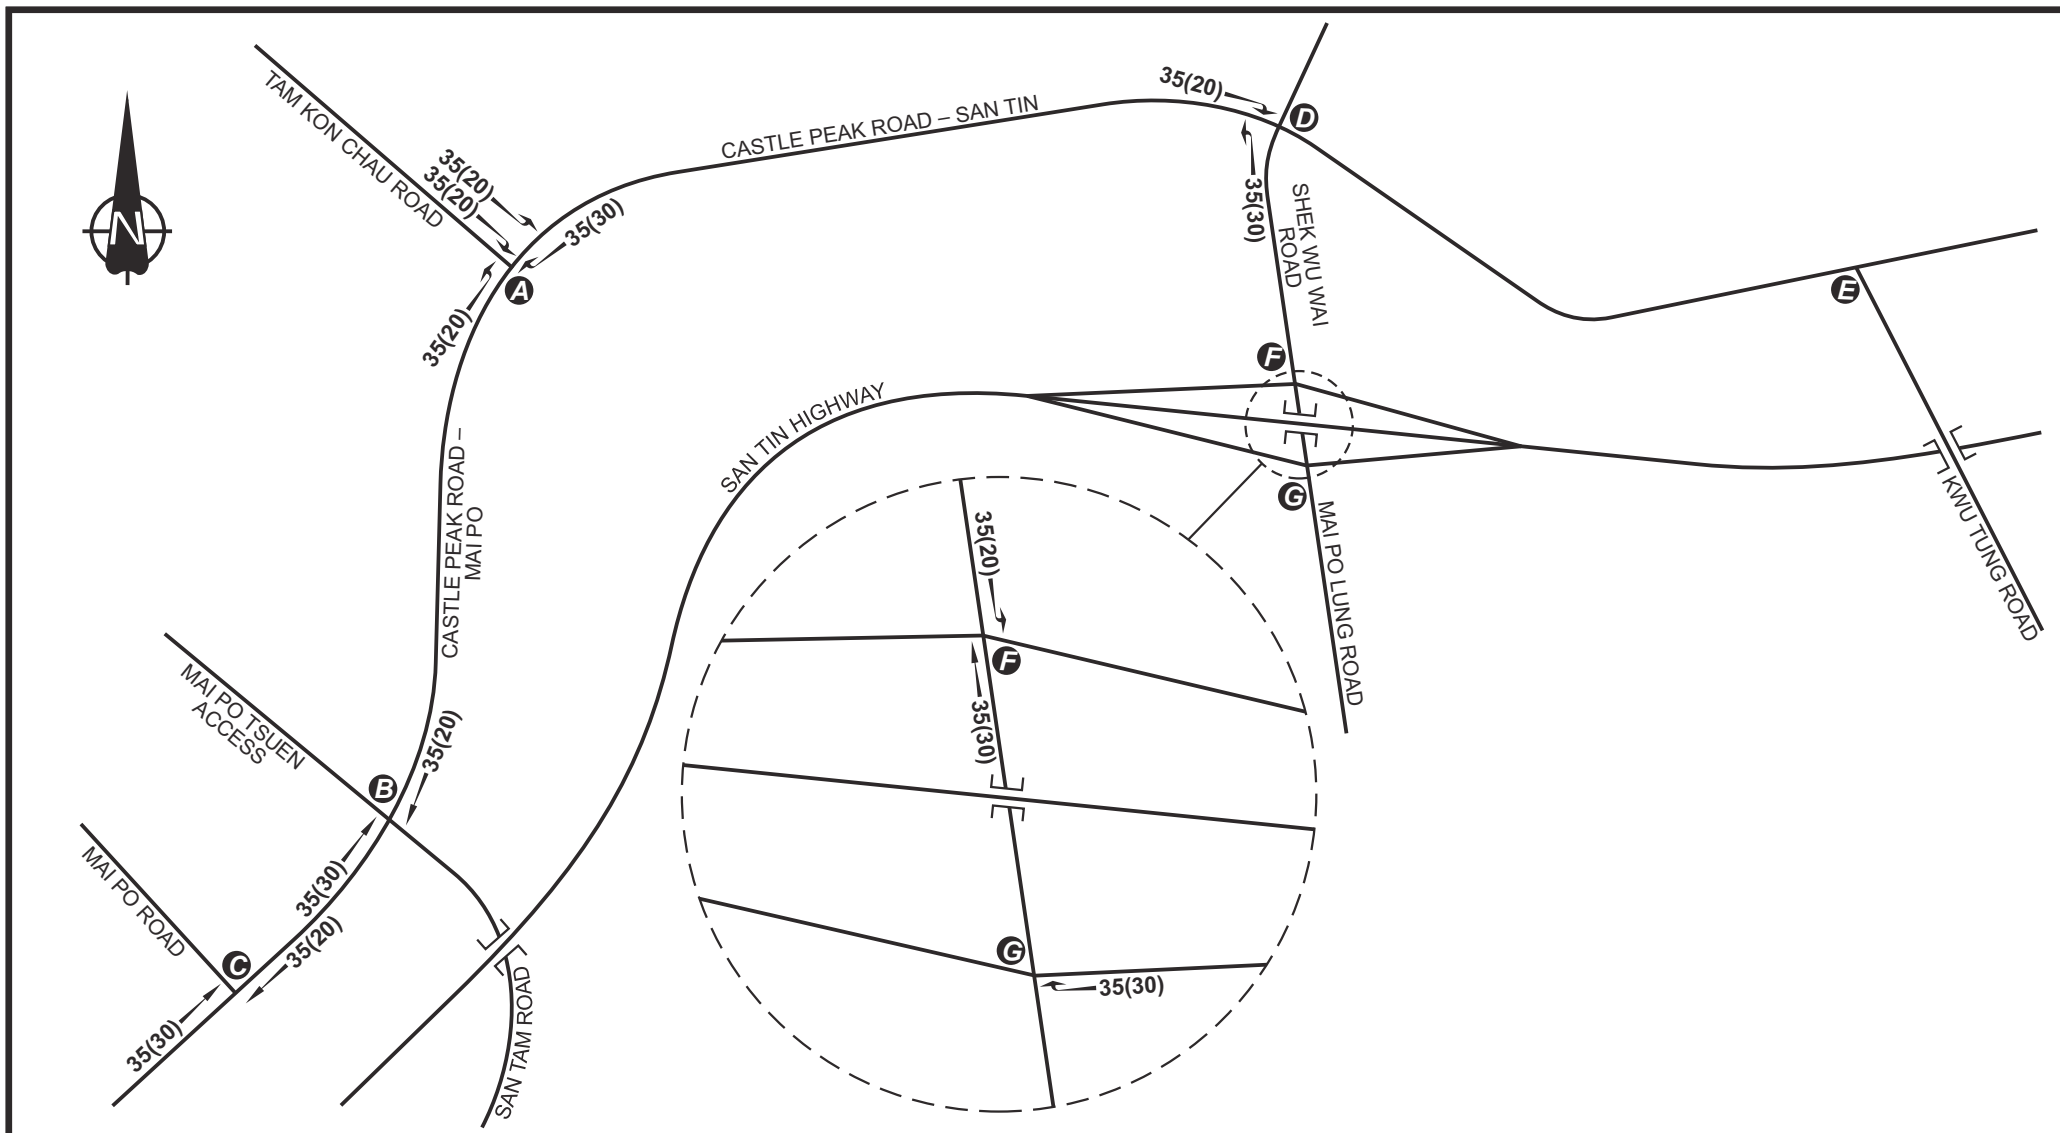 TAM KON CHAU ROAD
35(20)
35(20)
35(30)
35(20)
A
N
CASTLE PEAK ROAD – SAN TIN
35(20)
D
35(30)
SHEK WU WAI
ROAD
E
F
G
SAN TIN HIGHWAY
CASTLE PEAK ROAD –
MAI PO
MAI PO LUNG ROAD
KWU TUNG ROAD
35(20)
F
35(30)
G
35(30)
MAI PO TSUEN
ACCESS
B
35(20)
35(30)
MAI PO ROAD
C
35(20)
35(30)
SAN TAM ROAD